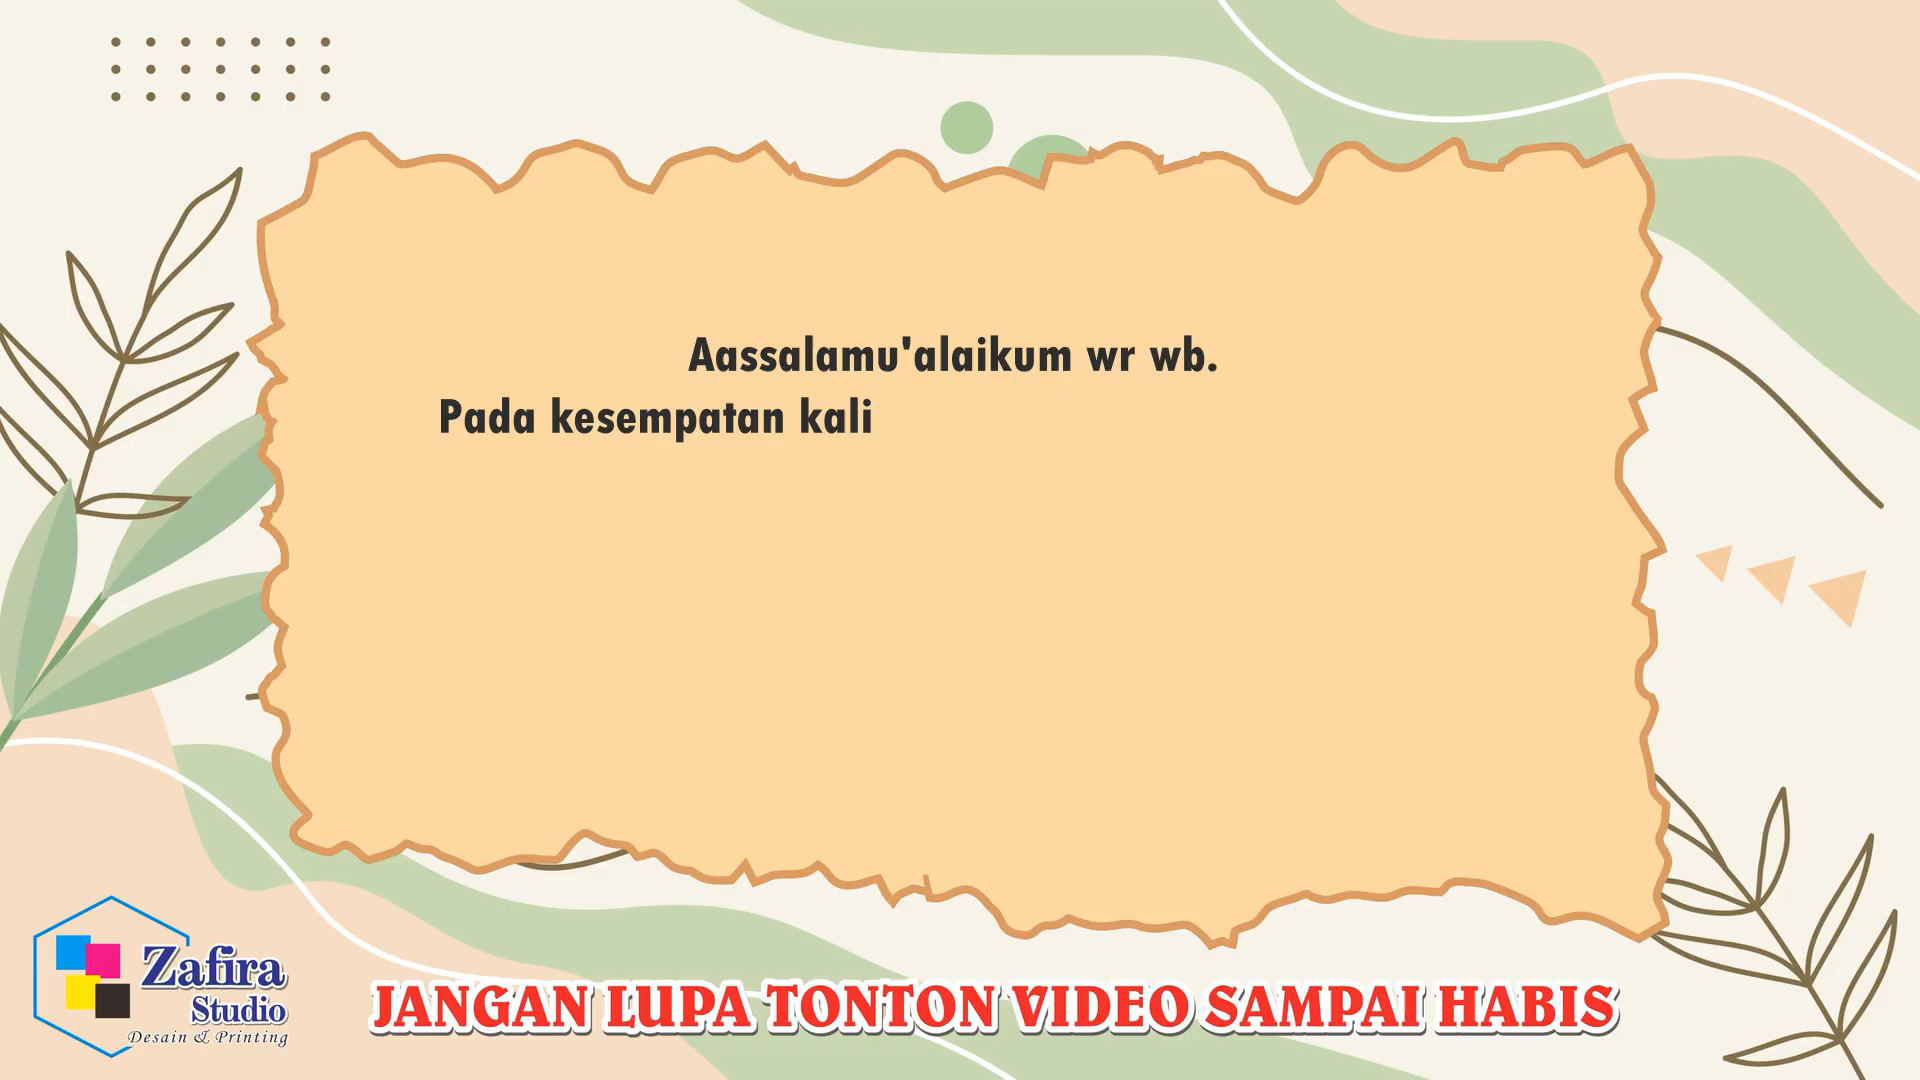 Aassalamu'alaikum wr wb.
Pada kesempatan kali
Zafira
Studio
Desain & Printing
JANGAN LUPA TONTON VIDEO SAMPAI HABIS